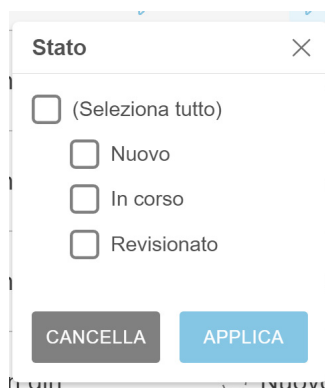 Stato
(Seleziona tutto)
Nuovo
In corso
Revisionato
CANCELLA
APPLICA